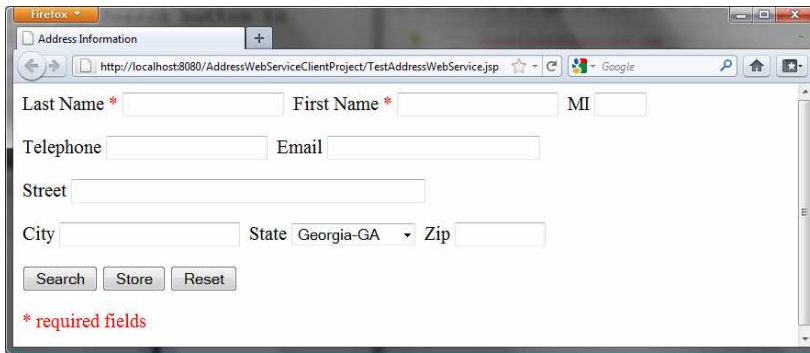 Firefox
Address Information
http://localhost:8080/AddressWebServiceClientProject/TestAddressWebService.jsp
Google
Last Name * First Name * MI
Telephone Email
Street
City State Georgia-GA Zip
Search Store Reset
* required fields